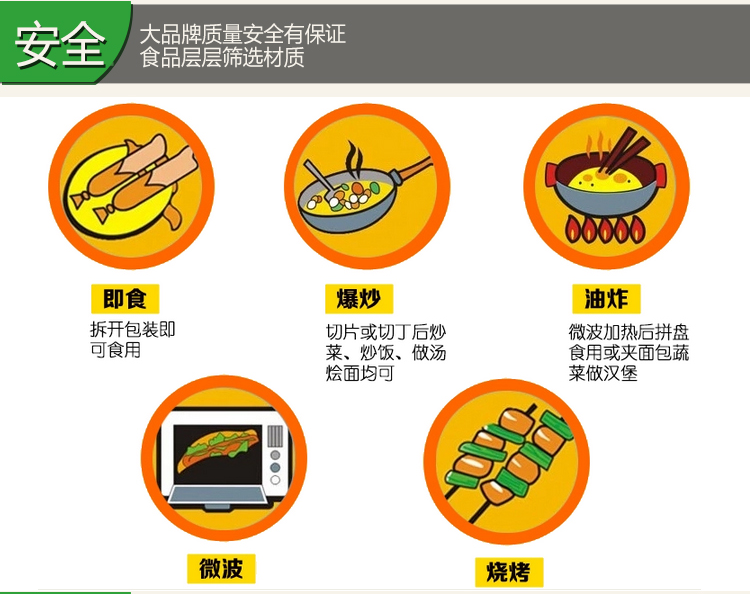 安全
大品牌质量安全有保证
食品层层筛选材质
即食
拆开包装即
可食用
爆炒
切片或切丁后炒
菜、炒饭、做汤
烩面均可
油炸
微波加热后拼盘
食用或夹面包蔬
菜做汉堡
微波
烧烤